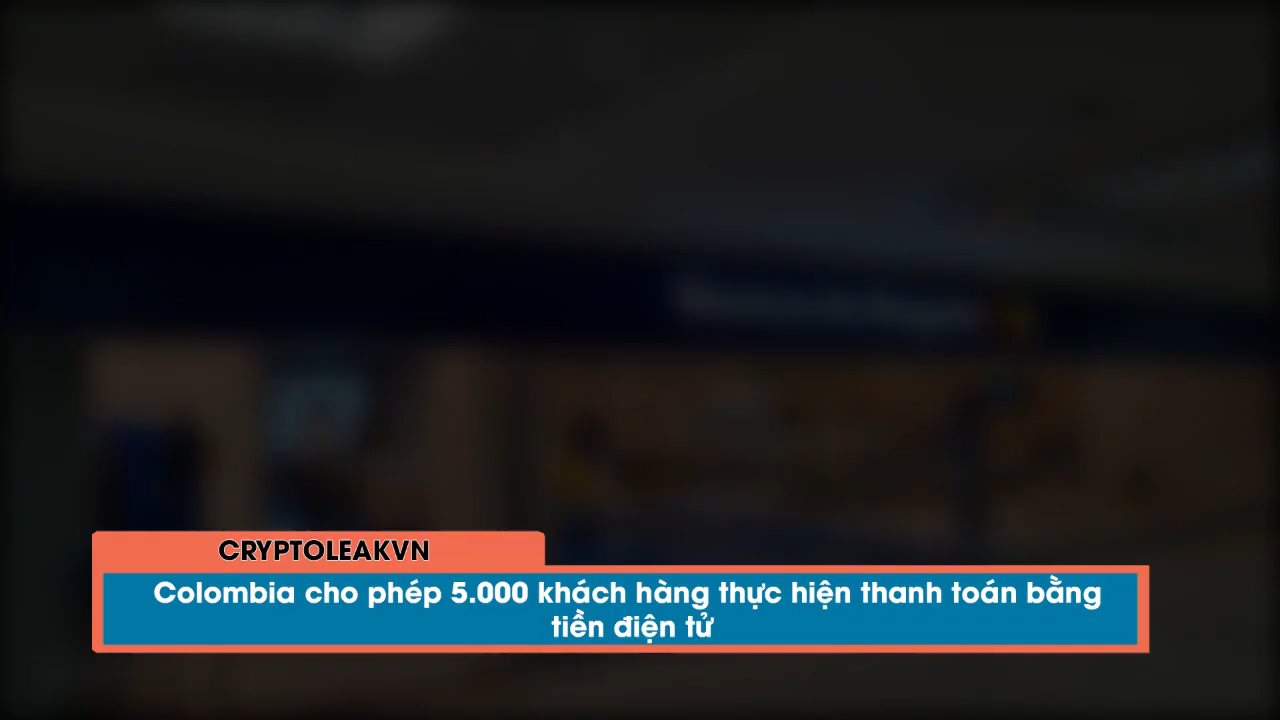 CRYPTOLEAKVN
Colombia cho phép 5.000 khách hàng thực hiện thanh toán bằng
tiền điện tử